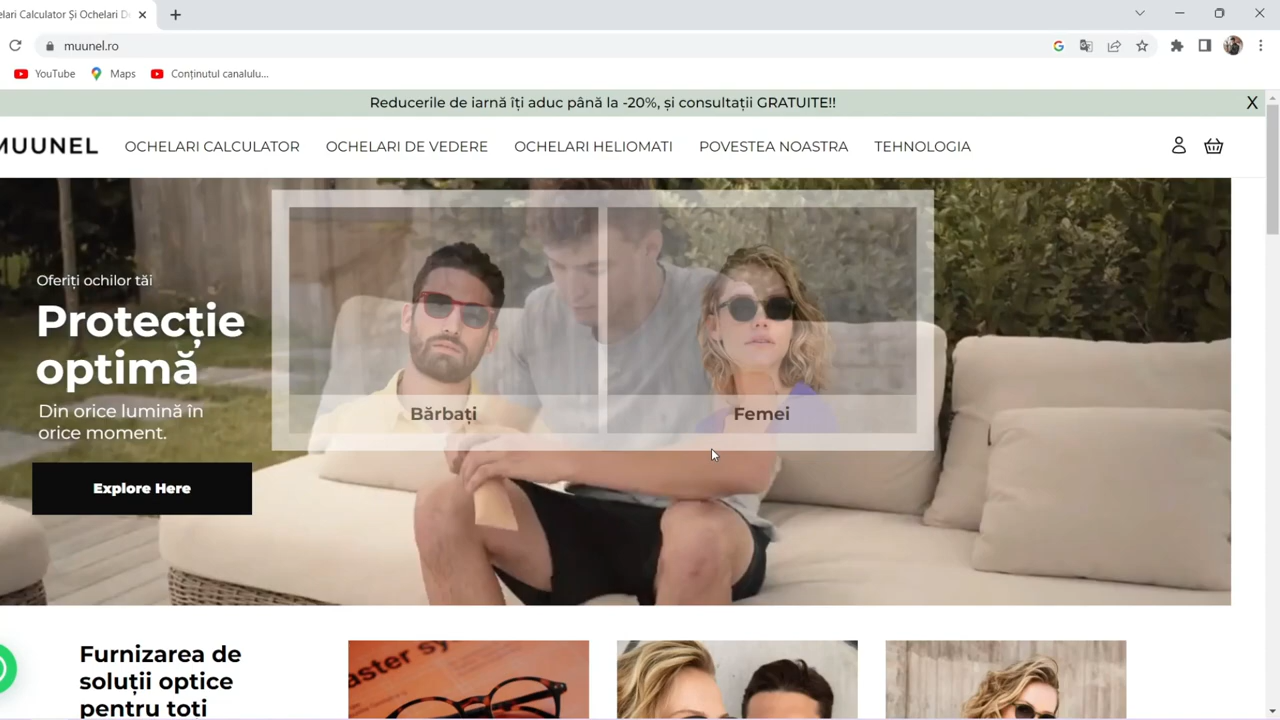 elari Calculator Și Ochelari D
muunel.ro
YouTube
Maps
Conținutul canalulu...
Reducerile de iarnă îți aduc până la -20%, și consultații GRATUITE!!
X
MUUNEL
OCHELARI CALCULATOR
OCHELARI DE VEDERE
OCHELARI HELIOMATI
POVESTEA NOASTRA
TEHNOLOGIA
Oferiți ochilor tăi
Protecție
optimă
Din orice lumină în
orice moment.
Explore Here
Bărbați
Femei
Furnizarea de
soluții optice
pentru toți